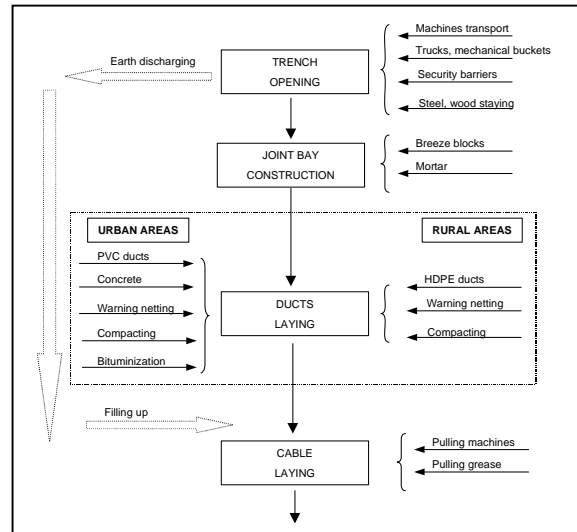 Machines transport
Earth discharging
TRENCH
OPENING
Trucks, mechanical buckets
Security barriers
Steel, wood staying
JOINT BAY
CONSTRUCTION
Breeze blocks
Mortar
URBAN AREAS
RURAL AREAS
PVC ducts
Concrete
Warning netting
Compacting
Bituminization
DUCTS
LAYING
HDPE ducts
Warning netting
Compacting
Filling up
CABLE
LAYING
Pulling machines
Pulling grease